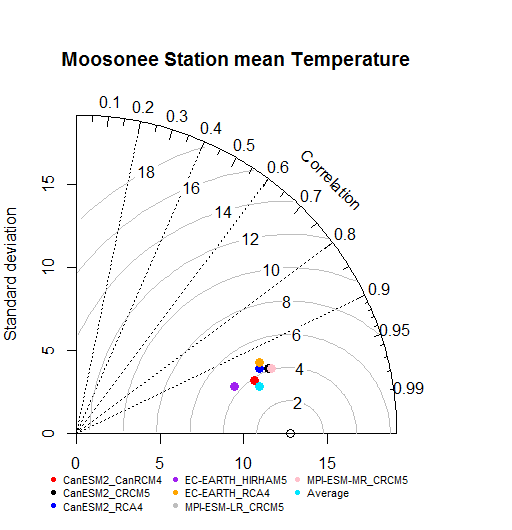 Moosonee Station mean Temperature
0.1 0.2 0.3 0.4 0.5 0.6 0.7 0.8 0.9 0.95 0.99
Correlation
Standard deviation
15
10
5
0
18
16
14
12
10
8
6
4
2
0 5 10 15
CanESM2_CanRCM4 EC-EARTH_HIRHAM5 MPI-ESM-MR_CRCM5
CanESM2_CRCM5 EC-EARTH_RCA4 Average
CanESM2_RCA4 MPI-ESM-LR_CRCM5